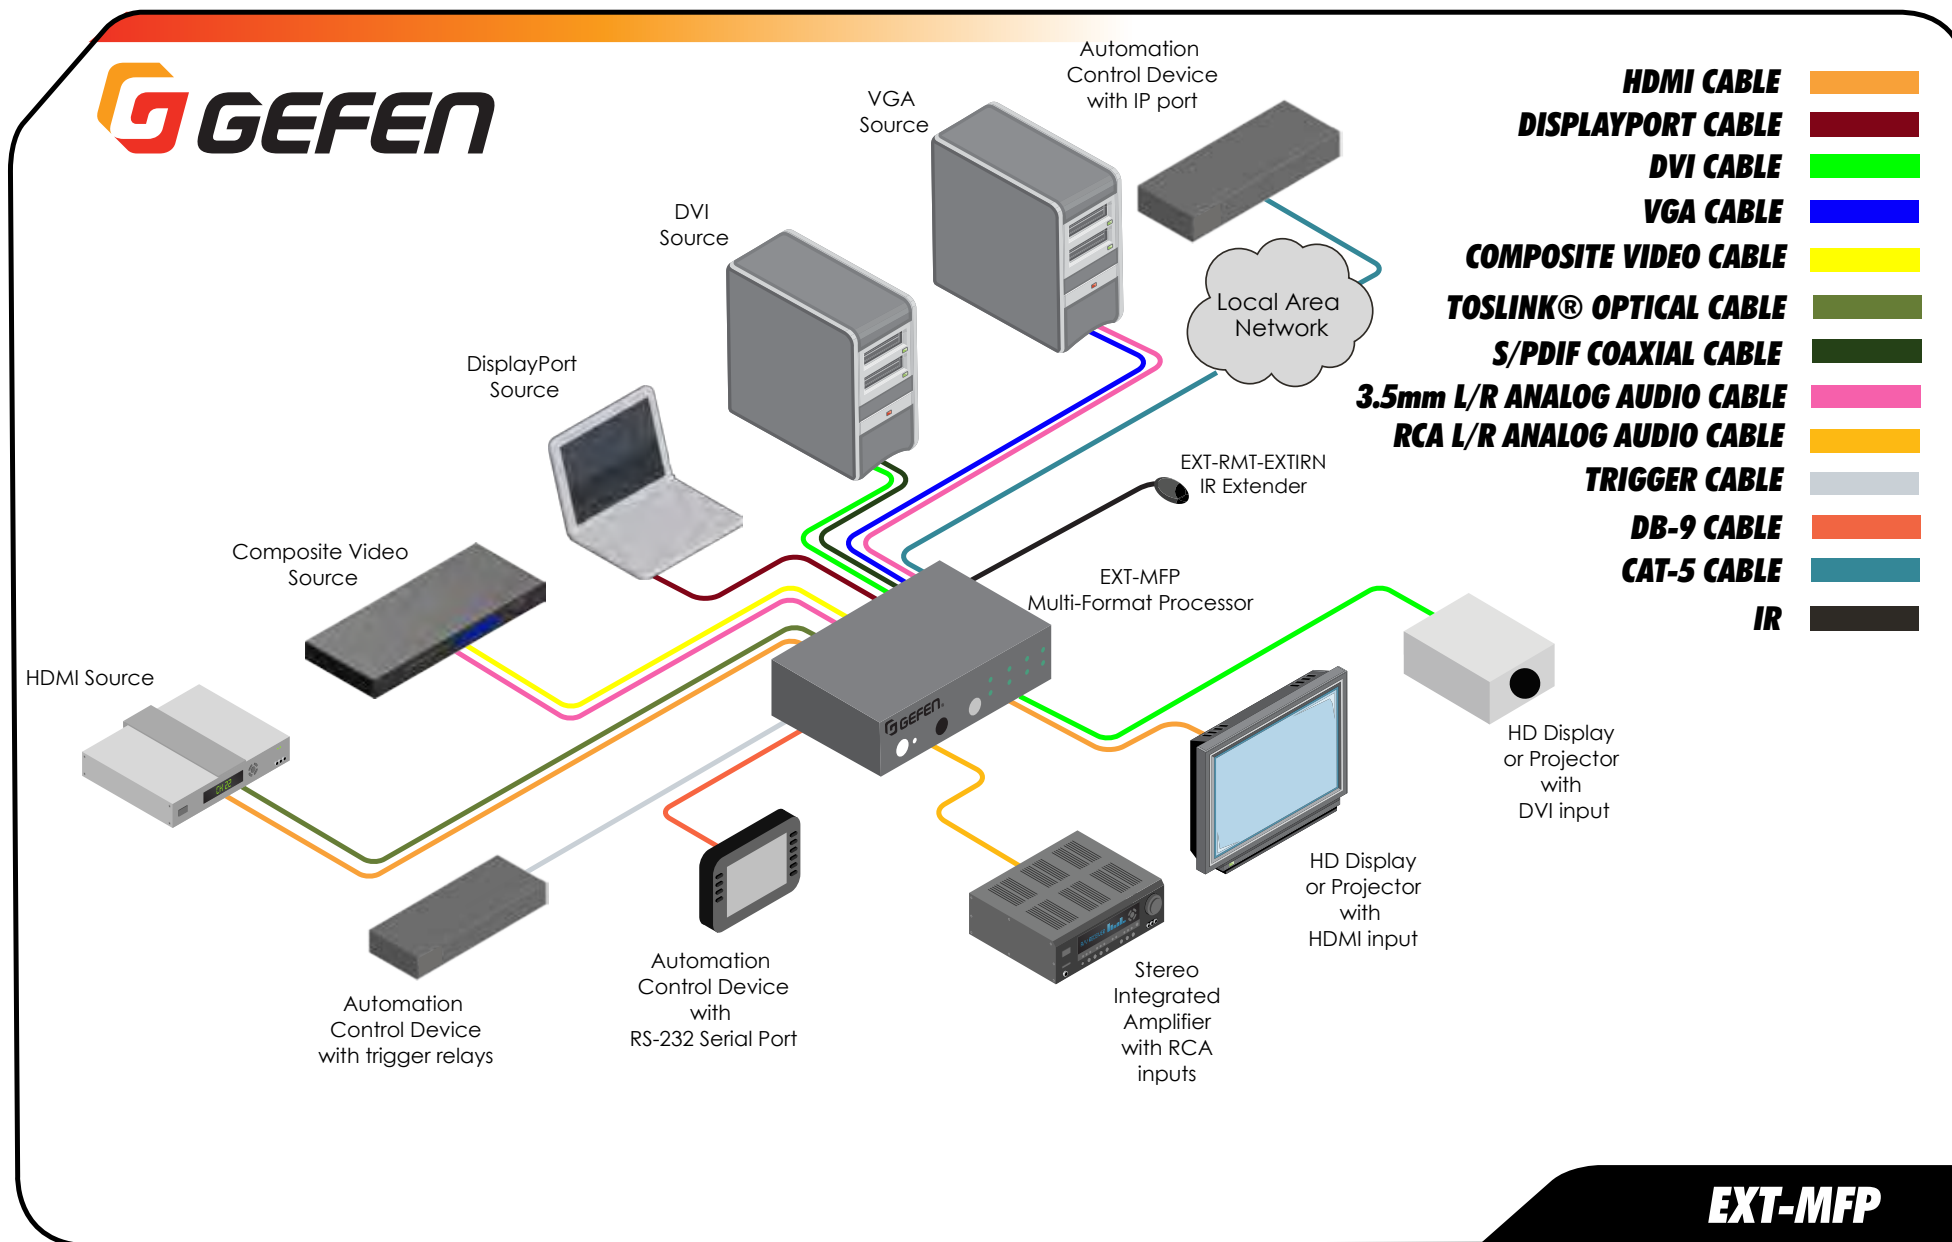 GEFEN
Automation
Control Device
with IP port
VGA
Source
DVI
Source
DisplayPort
Source
Composite Video
Source
HDMI Source
Local Area
Network
EXT-RMT-EXTIRN
IR Extender
EXT-MFP
Multi-Format Processor
GEFEN
HDMI CABLE
DISPLAYPORT CABLE
DVI CABLE
VGA CABLE
COMPOSITE VIDEO CABLE
TOSLINK® OPTICAL CABLE
S/PDIF COAXIAL CABLE
3.5mm L/R ANALOG AUDIO CABLE
RCA L/R ANALOG AUDIO CABLE
TRIGGER CABLE
DB-9 CABLE
CAT-5 CABLE
IR
HD Display
or Projector
with
DVI input
HD Display
or Projector
with
HDMI input
Stereo
Integrated
Amplifier
with RCA
inputs
Automation
Control Device
with
RS-232 Serial Port
Automation
Control Device
with trigger relays
EXT-MFP